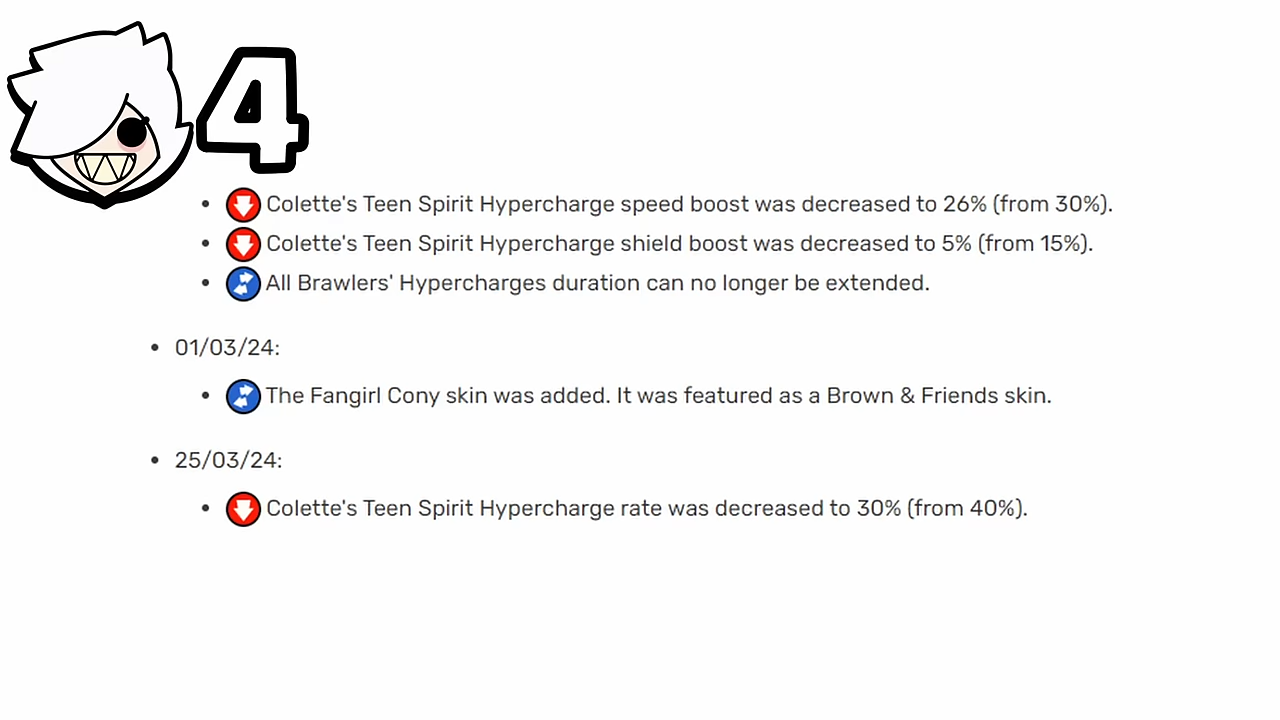 4
• Colette's Teen Spirit Hypercharge speed boost was decreased to 26% (from 30%).
• Colette's Teen Spirit Hypercharge shield boost was decreased to 5% (from 15%).
• All Brawlers' Hypercharges duration can no longer be extended.
• 01/03/24:
• The Fangirl Cony skin was added. It was featured as a Brown & Friends skin.
• 25/03/24:
• Colette's Teen Spirit Hypercharge rate was decreased to 30% (from 40%).